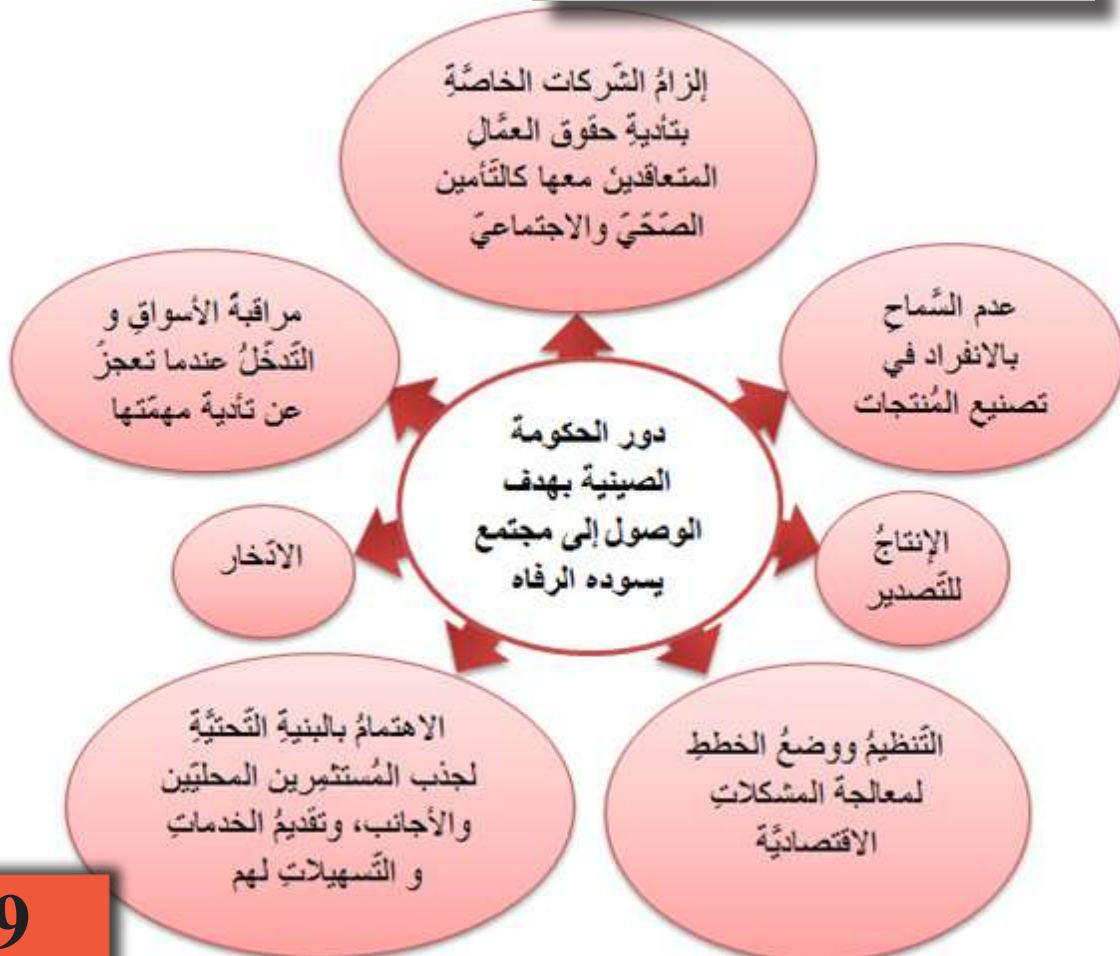 إلزامُ الشّركات الخاصَّةِ
بتأديةِ حقوق العمَّالِ
المتعاقدينَ معها كالتّأمين
الصّحّيّ والاجتماعيّ
عدم السَّماحِ
بالانفراد في
تصنيع المُنتجات
مراقبةُ الأسواقِ و
التّدخّلُ عندما تعجزُ
عن تأدية مهمّتها
دور الحكومة
الصينية بهدف
الوصول إلى مجتمع
يسوده الرفاه
الإنتاجُ
للتّصدير
الادّخار
التّنظيمُ ووضعُ الخططِ
لمعالجة المشكلاتِ
الاقتصاديَّة
الاهتمامُ بالبنيةِ التّحتيَّةِ
لجذب المُستثمِرين المحليّين
والأجانب، وتقديمُ الخدماتِ
و التّسهيلاتِ لهم
9